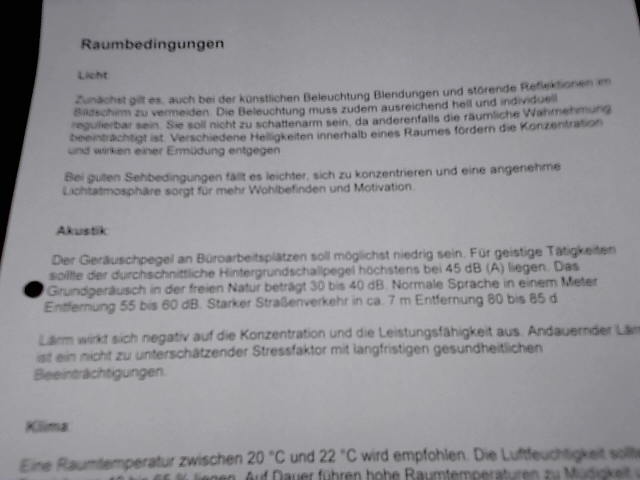 Raumbedingungen
Licht:
Zunächst gilt es, auch bei der künstlichen Beleuchtung Blendungen und störende Reflektionen im
Bildschirm zu vermeiden. Die Beleuchtung muss zudem ausreichend hell und individuell
regulierbar sein. Sie soll nicht zu schattenarm sein, da anderenfalls die räumliche Wahrnehmung
beeinträchtigt ist. Verschiedene Helligkeiten innerhalb eines Raumes fördern die Konzentration
und wirken einer Ermüdung entgegen
Bei guten Sehbedingungen fällt es leichter, sich zu konzentrieren und eine angenehme
Lichtatmosphäre sorgt für mehr Wohlbefinden und Motivation.
Akustik:
Der Geräuschpegel an Büroarbeitsplätzen soll möglichst niedrig sein. Für geistige Tätigkeiten
sollte der durchschnittliche Hintergrundschallpegel höchstens bei 45 dB (A) liegen. Das
Grundgeräusch in der freien Natur beträgt 30 bis 40 dB. Normale Sprache in einem Meter
Entfernung 55 bis 60 dB. Starker Straßenverkehr in ca. 7 m Entfernung 80 bis 85 d
Lärm wirkt sich negativ auf die Konzentration und die Leistungsfähigkeit aus. Andauernder Lärm
ist ein nicht zu unterschätzender Stressfaktor mit langfristigen gesundheitlichen
Beeinträchtigungen.
Klima:
Eine Raumtemperatur zwischen 20 °C und 22 °C wird empfohlen. Die Luftfeuchtigkeit sollte
65 % liegen. Auf Dauer führen hohe Raumtemperaturen zu Müdigkeit